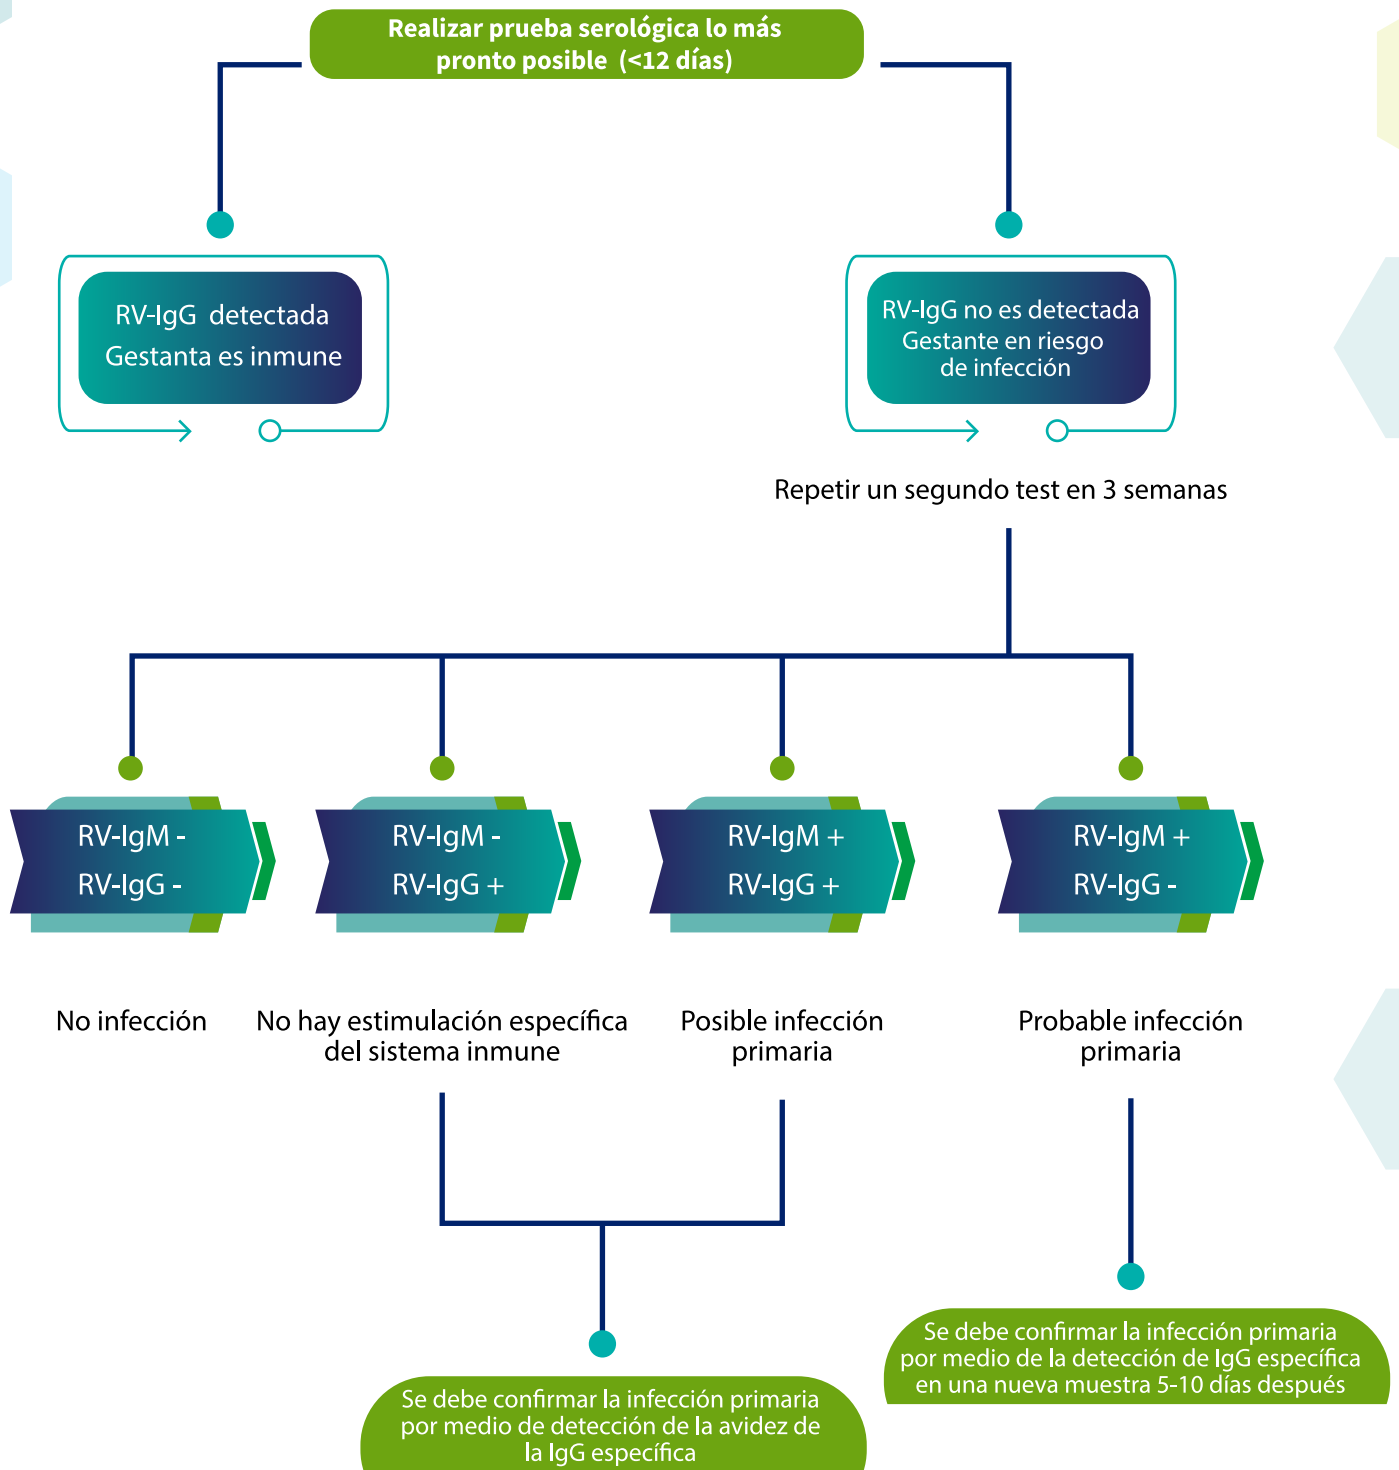 Realizar prueba serológica lo más
pronto posible (<12 días)
RV-IgG detectada
Gestanta es inmune
RV-IgG no es detectada
Gestante en riesgo
de infección
Repetir un segundo test en 3 semanas
RV-IgM -
RV-IgG -
RV-IgM -
RV-IgG +
RV-IgM +
RV-IgG +
RV-IgM +
RV-IgG -
No infección
No hay estimulación específica
del sistema inmune
Posible infección
primaria
Probable infección
primaria
Se debe confirmar la infección primaria
por medio de detección de la avidez de
la IgG específica
Se debe confirmar la infección primaria
por medio de la detección de IgG específica
en una nueva muestra 5-10 días después